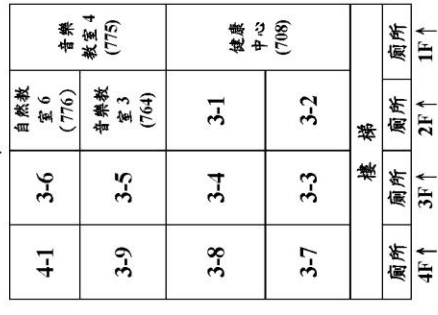 4-1
3-6
自然教
室 6
(776)
音樂
教室 4
(775)
3-9
3-5
音樂教
室 3
(764)
3-8
3-4
3-1
健康
中心
(708)
3-7
3-3
3-2
樓 梯
廁所 廁所 廁所 廁所
4F↑ 3F↑ 2F↑ 1F↑